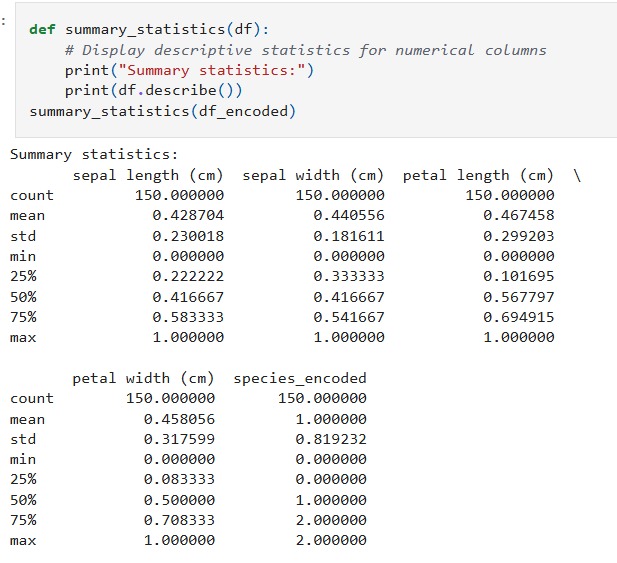 :
def summary_statistics(df):
    # Display descriptive statistics for numerical columns
    print("Summary statistics:")
    print(df.describe())
summary_statistics(df_encoded)
Summary statistics:
       sepal length (cm)  sepal width (cm)  petal length (cm)  \
count         150.000000        150.000000         150.000000
mean            0.428704          0.440556           0.467458
std             0.230018          0.181611           0.299203
min             0.000000          0.000000           0.000000
25%             0.222222          0.333333           0.101695
50%             0.416667          0.416667           0.567797
75%             0.583333          0.541667           0.694915
max             1.000000          1.000000           1.000000
       petal width (cm)  species_encoded
count        150.000000       150.000000
mean           0.458056         1.000000
std            0.317599         0.819232
min            0.000000         0.000000
25%            0.083333         0.000000
50%            0.500000         1.000000
75%            0.708333         2.000000
max            1.000000         2.000000